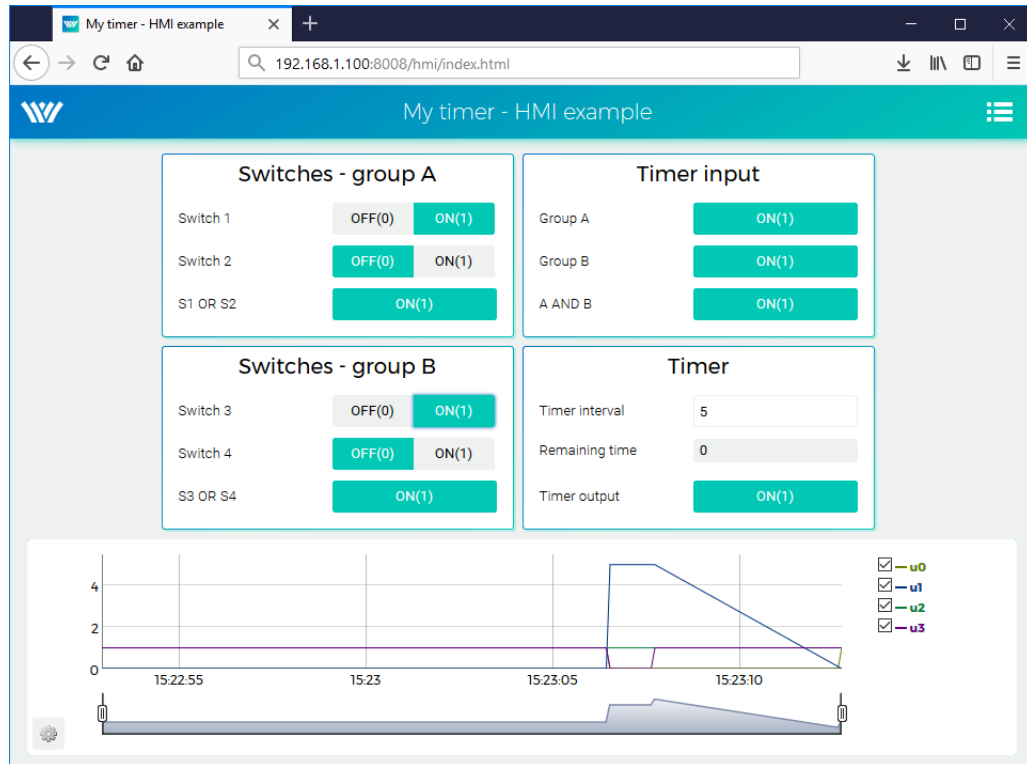 My timer - HMI example
192.168.1.100:8008/hmi/index.html
My timer - HMI example
Switches - group A
Switch 1 OFF(0) ON(1)
Switch 2 OFF(0) ON(1)
S1 OR S2 ON(1)
Timer input
Group A ON(1)
Group B ON(1)
A AND B ON(1)
Switches - group B
Switch 3 OFF(0) ON(1)
Switch 4 OFF(0) ON(1)
S3 OR S4 ON(1)
Timer
Timer interval 5
Remaining time 0
Timer output ON(1)
4
2
0
15:22:55 15:23 15:23:05 15:23:10
u0
u1
u2
u3